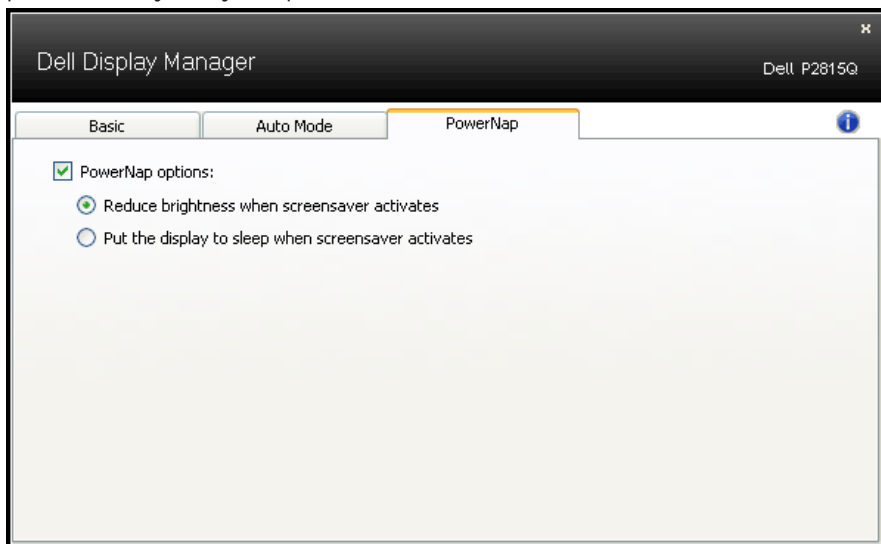 Dell Display Manager
Dell P2815Q
Basic
Auto Mode
PowerNap
PowerNap options:
Reduce brightness when screensaver activates
Put the display to sleep when screensaver activates